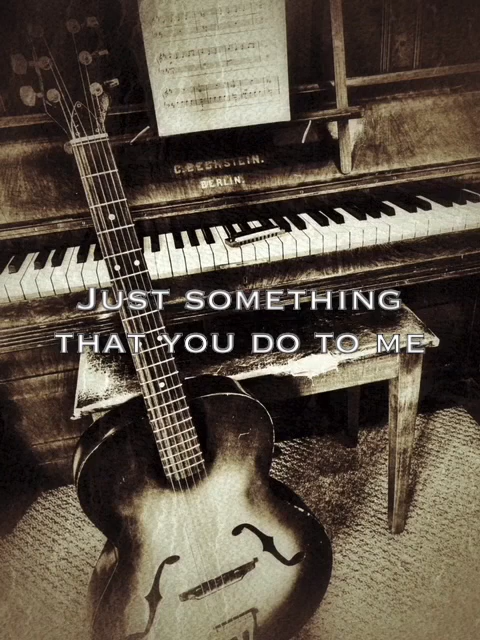 C. BECHSTEIN.
BERLIN.
JUST SOMETHING
THAT YOU DO TO ME